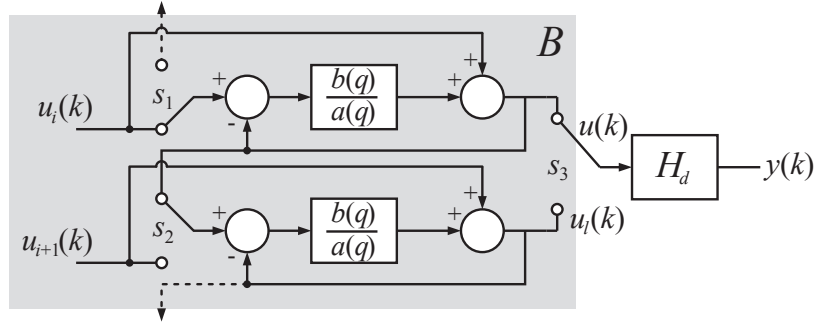 B
+
u_i(k)
s_1
+
-
b(q)
a(q)
+
u(k)
s_3
H_d
y(k)
+
u_{i+1}(k)
s_2
+
-
b(q)
a(q)
+
u_l(k)